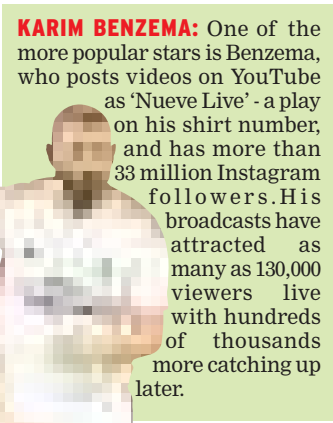 KARIM BENZEMA: One of the
more popular stars is Benzema,
who posts videos on YouTube
as ‘Nueve Live’ - a play
on his shirt number,
and has more than
33 million Instagram
followers.His
broadcasts have
attracted as
many as 130,000
viewers live
with hundreds
of thousands
more catching up
later.